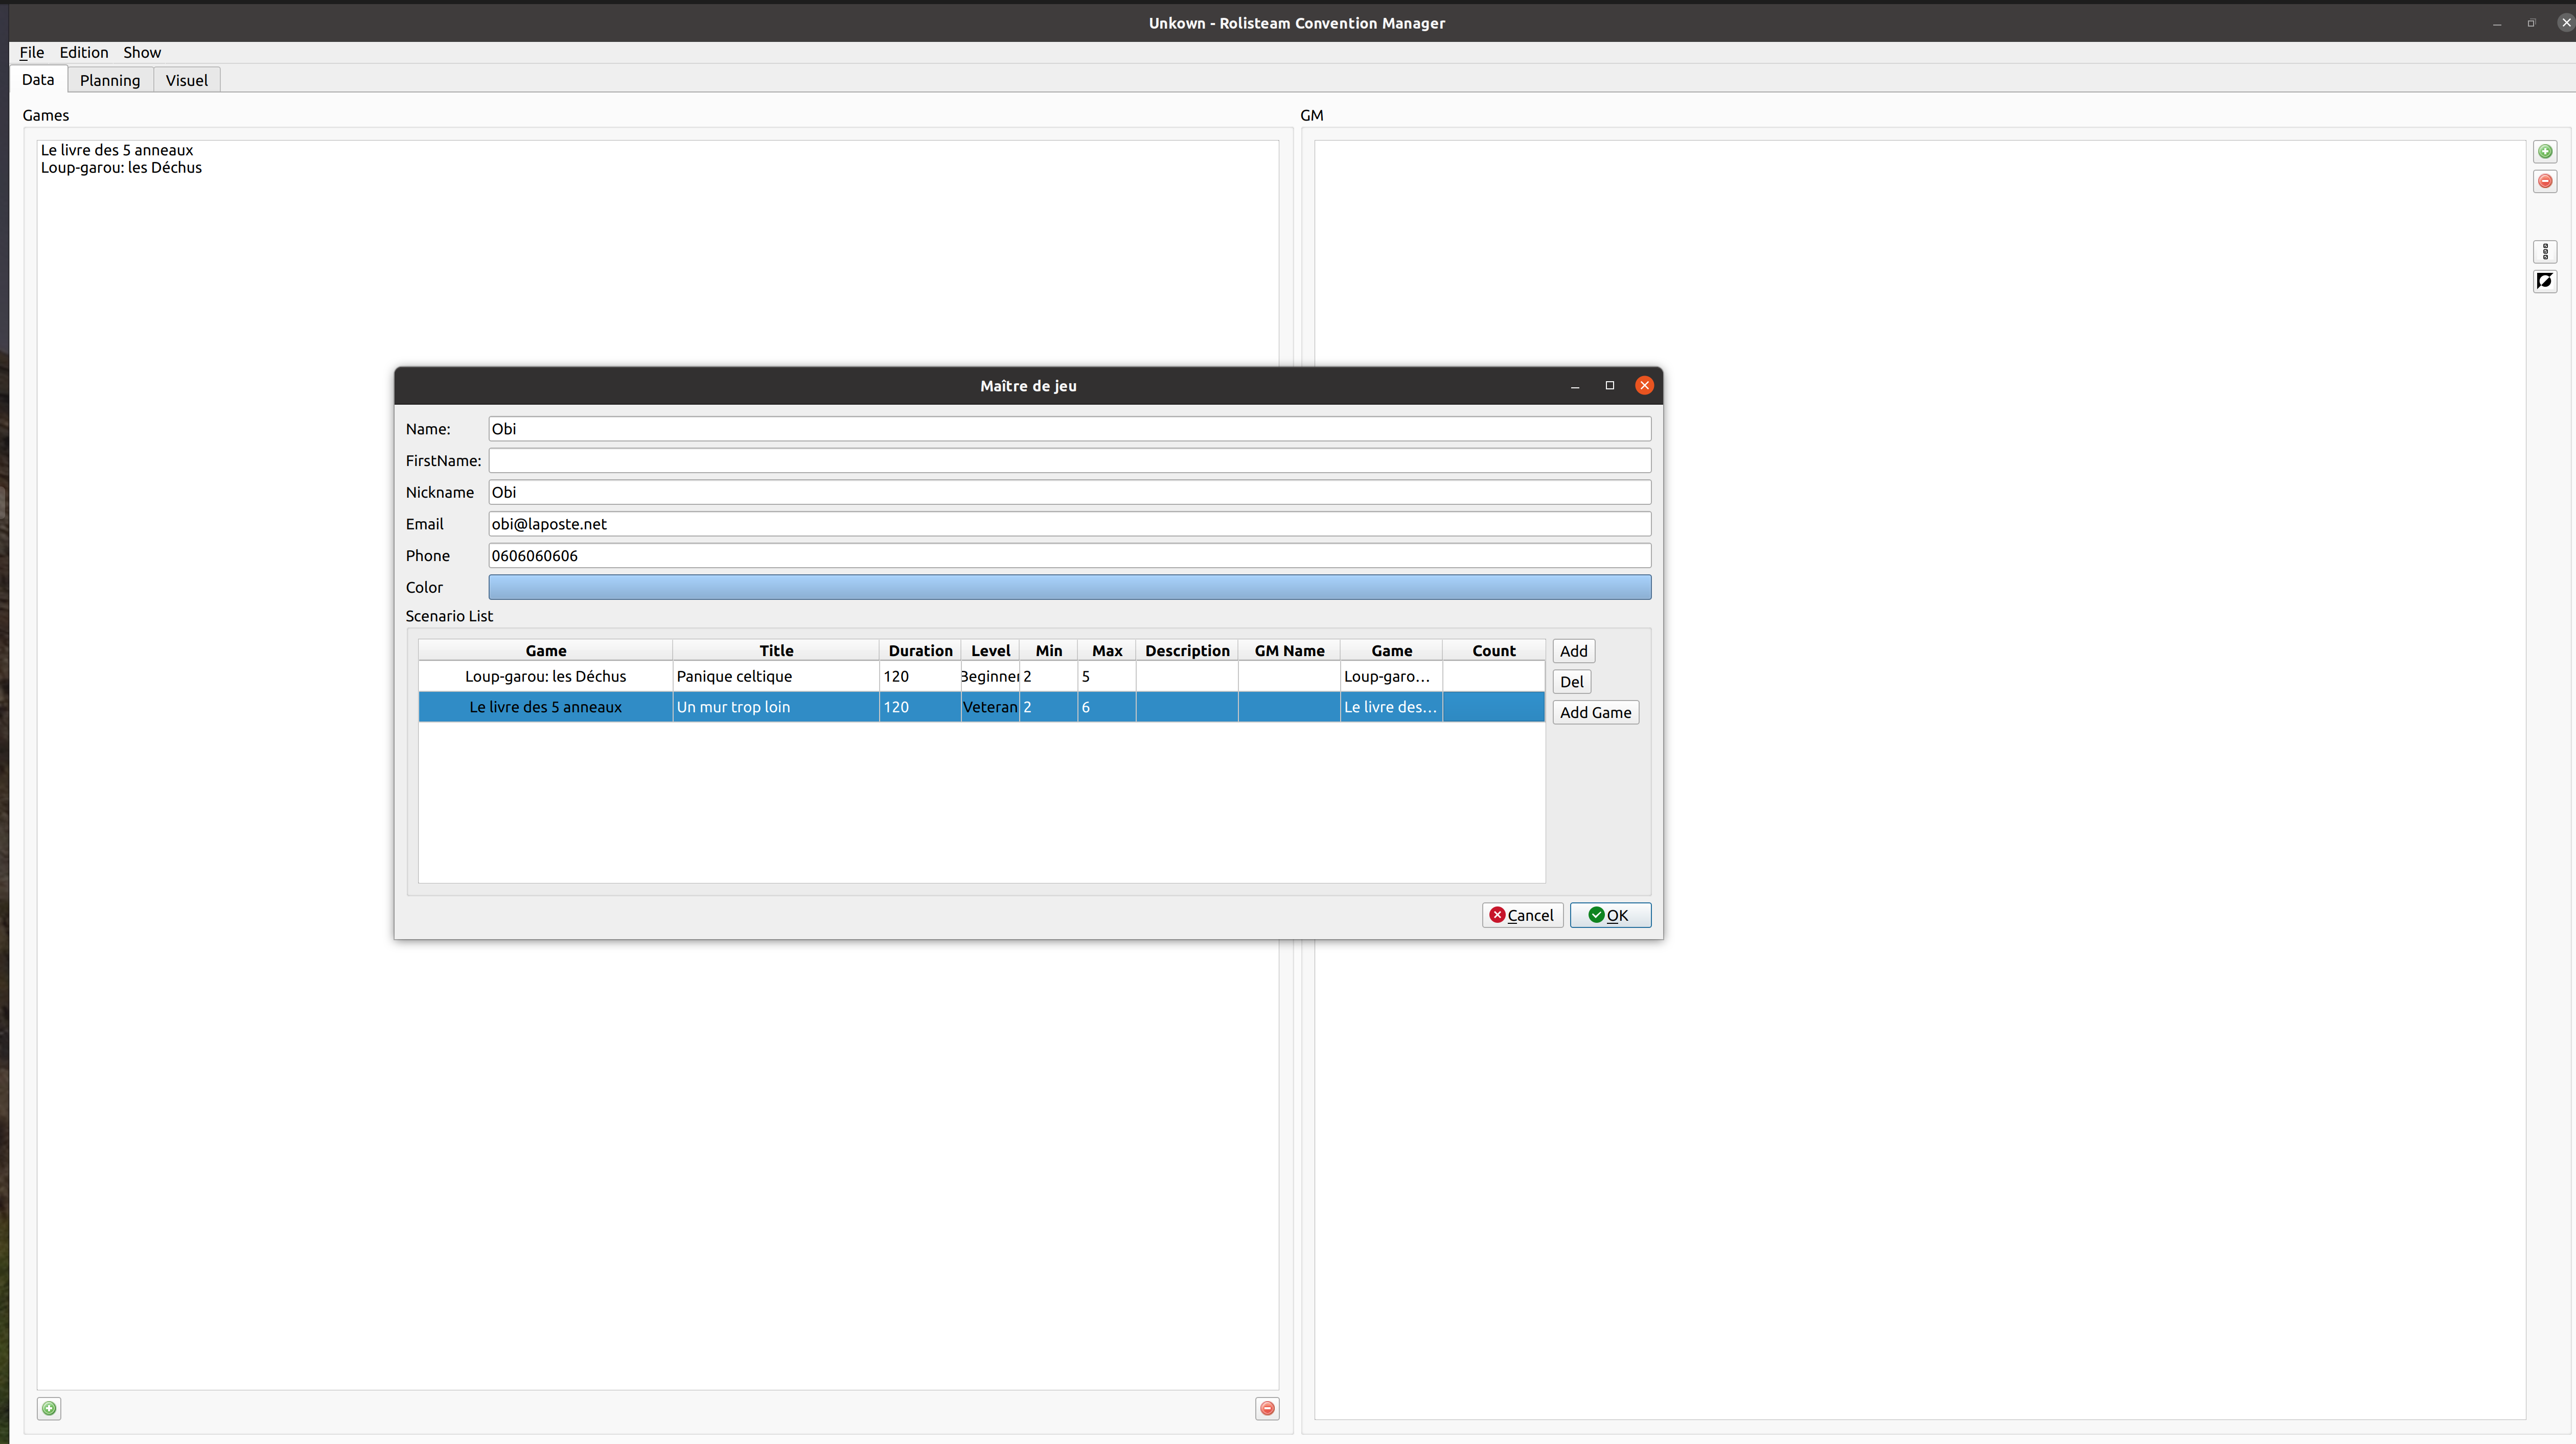 Unkown - Rolisteam Convention Manager
File Edition Show
Data Planning Visuel
Games
GM
Le livre des 5 anneaux
Loup-garou: les Déchus
Maître de jeu
Name: Obi
FirstName:
Nickname Obi
Email obi@laposte.net
Phone 0606060606
Color
Scenario List
Game Title Duration Level Min Max Description GM Name Game Count
Loup-garou: les Déchus Panique celtique 120 Beginner 2 5 Loup-garo...
Le livre des 5 anneaux Un mur trop loin 120 Veteran 2 6 Le livre des...
Add
Del
Add Game
Cancel OK